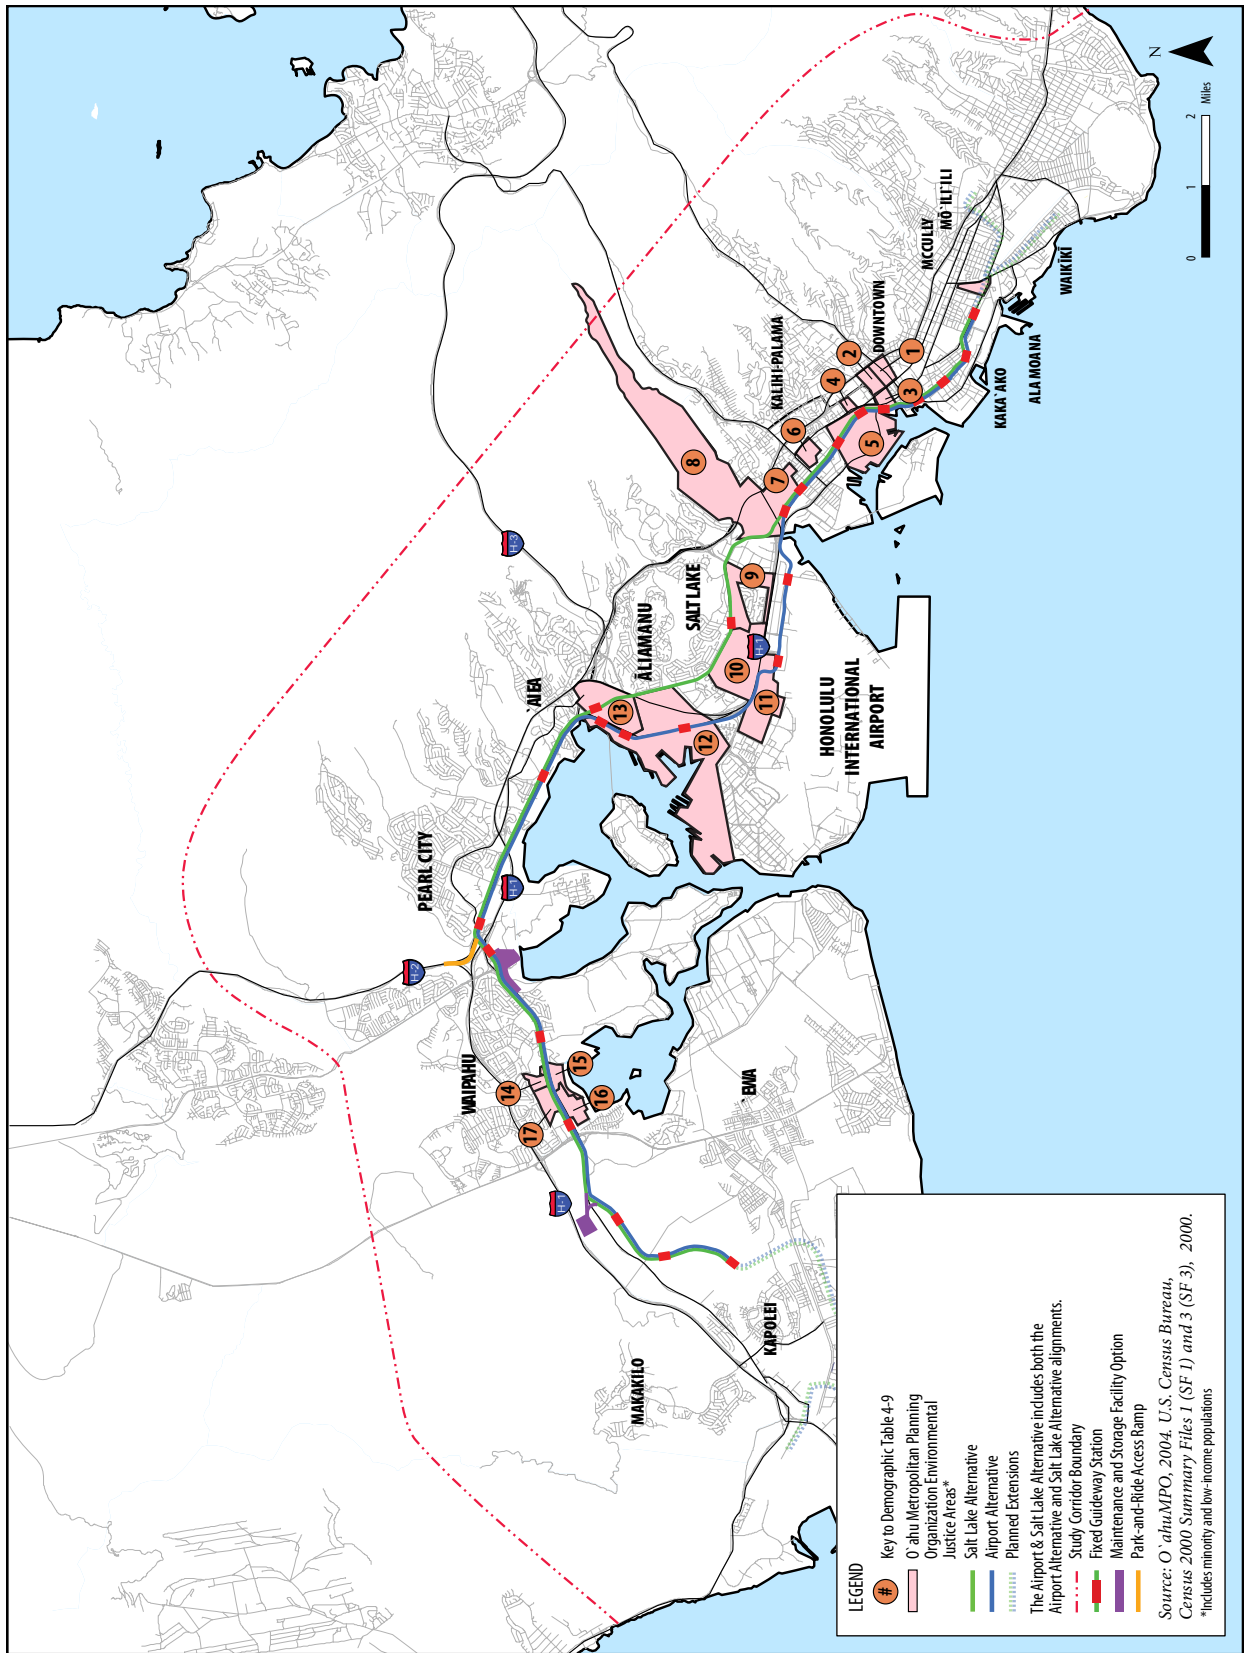 LEGEND
# Key to Demographic Table 4-9
O`ahu Metropolitan Planning
Organization Environmental
Justice Areas*
Salt Lake Alternative
Airport Alternative
Planned Extensions
The Airport & Salt Lake Alternative includes both the
Airport Alternative and Salt Lake Alternative alignments.
Study Corridor Boundary
Fixed Guideway Station
Maintenance and Storage Facility Option
Park-and-Ride Access Ramp
Source: O`ahuMPO, 2004. U.S. Census Bureau,
Census 2000 Summary Files 1 (SF 1) and 3 (SF 3), 2000.
*Includes minority and low-income populations
MAKAKILO
KAPOLEI
`EWA
WAIPAHU
H-1
17
14
16
15
H-2
PEARL CITY
H-1
`AIEA
ĀLIAMANU
SALT LAKE
H-3
13
12
11
10
H-1
9
HONOLULU
INTERNATIONAL
AIRPORT
8
7
6
KALIHI-PALAMA
5
4
2
DOWNTOWN
3
1
KAKA`AKO
ALA MOANA
MCCULLY
MŌ`ILI`ILI
WAIKĪKĪ
0 1 2
Miles
N